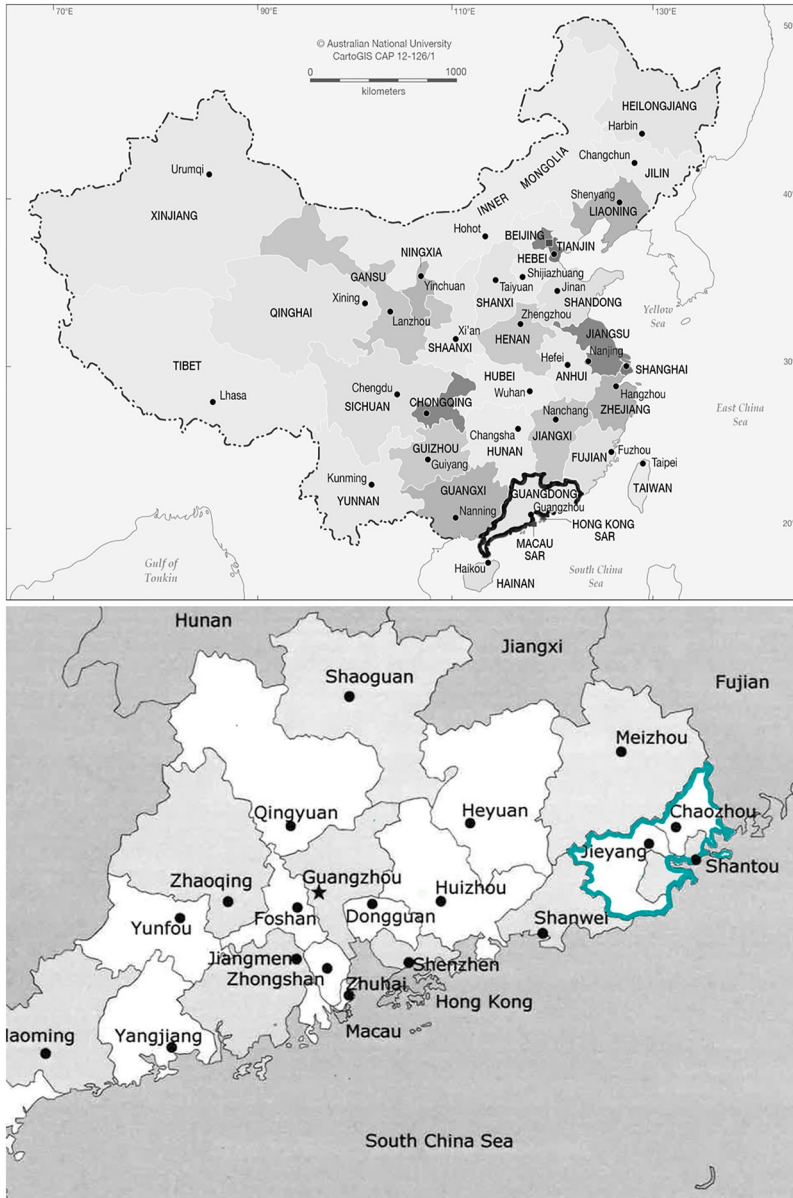 70°E
90°E
110°E
130°E
50°
© Australian National University
CartoGIS CAP 12-126/1
0
1000
kilometers
HEILONGJIANG
Harbin
Changchun
JILIN
Urumqi
INNER MONGOLIA
Shenyang
LIAONING
40°
XINJIANG
Hohot
BEIJING
TIANJIN
HEBEI
NINGXIA
Shijiazhuang
GANSU
Yinchuan
Taiyuan
Jinan
SHANXI
SHANDONG
Xining
QINGHAI
Lanzhou
Zhengzhou
Yellow
Sea
Xi'an
HENAN
JIANGSU
SHAANXI
Nanjing
Hefei
30°
TIBET
HUBEI
ANHUI
SHANGHAI
Lhasa
Chengdu
Wuhan
Hangzhou
SICHUAN
CHONGQING
ZHEJIANG
Nanchang
East China
Sea
Changsha
JIANGXI
GUIZHOU
HUNAN
Guiyang
FUJIAN
Fuzhou
Taipei
Kunming
YUNNAN
GUANGXI
GUANGDONG
TAIWAN
Guangzhou
Nanning
HONG KONG
SAR
20°
MACAU
SAR
Gulf of
Tonkin
Haikou
HAINAN
South China
Sea
Hunan
Jiangxi
Fujian
Shaoguan
Meizhou
Qingyuan
Heyuan
Chaozhou
Jieyang
Shantou
Zhaoqing
Guangzhou
Huizhou
Yunfou
Foshan
Dongguan
Shanwei
Jiangmen
Shenzhen
Zhongshan
Zhuhai
Hong Kong
Macau
Yangjiang
laoming
South China Sea